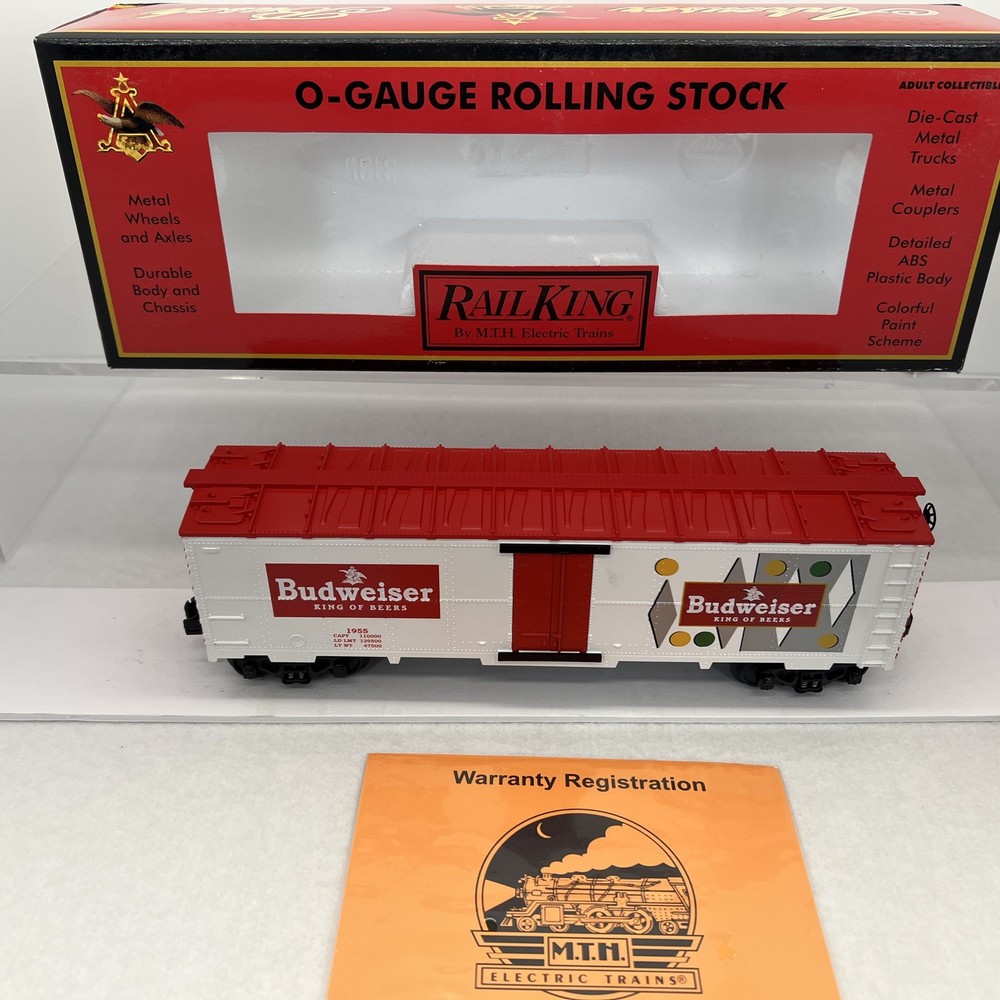 Anheuser
Busch
O-GAUGE ROLLING STOCK
ADULT COLLECTIBLE
Metal
Wheels
and Axles
Durable
Body and
Chassis
Die-Cast
Metal
Trucks
Metal
Couplers
Detailed
ABS
Plastic Body
Colorful
Paint
Scheme
RAILKING®
By M.T.H. Electric Trains
Budweiser
KING OF BEERS
1955
CAPY 110000
LD LMT 129500
LT WT 47500
Budweiser
KING OF BEERS
Warranty Registration
M.T.H.
ELECTRIC TRAINS®